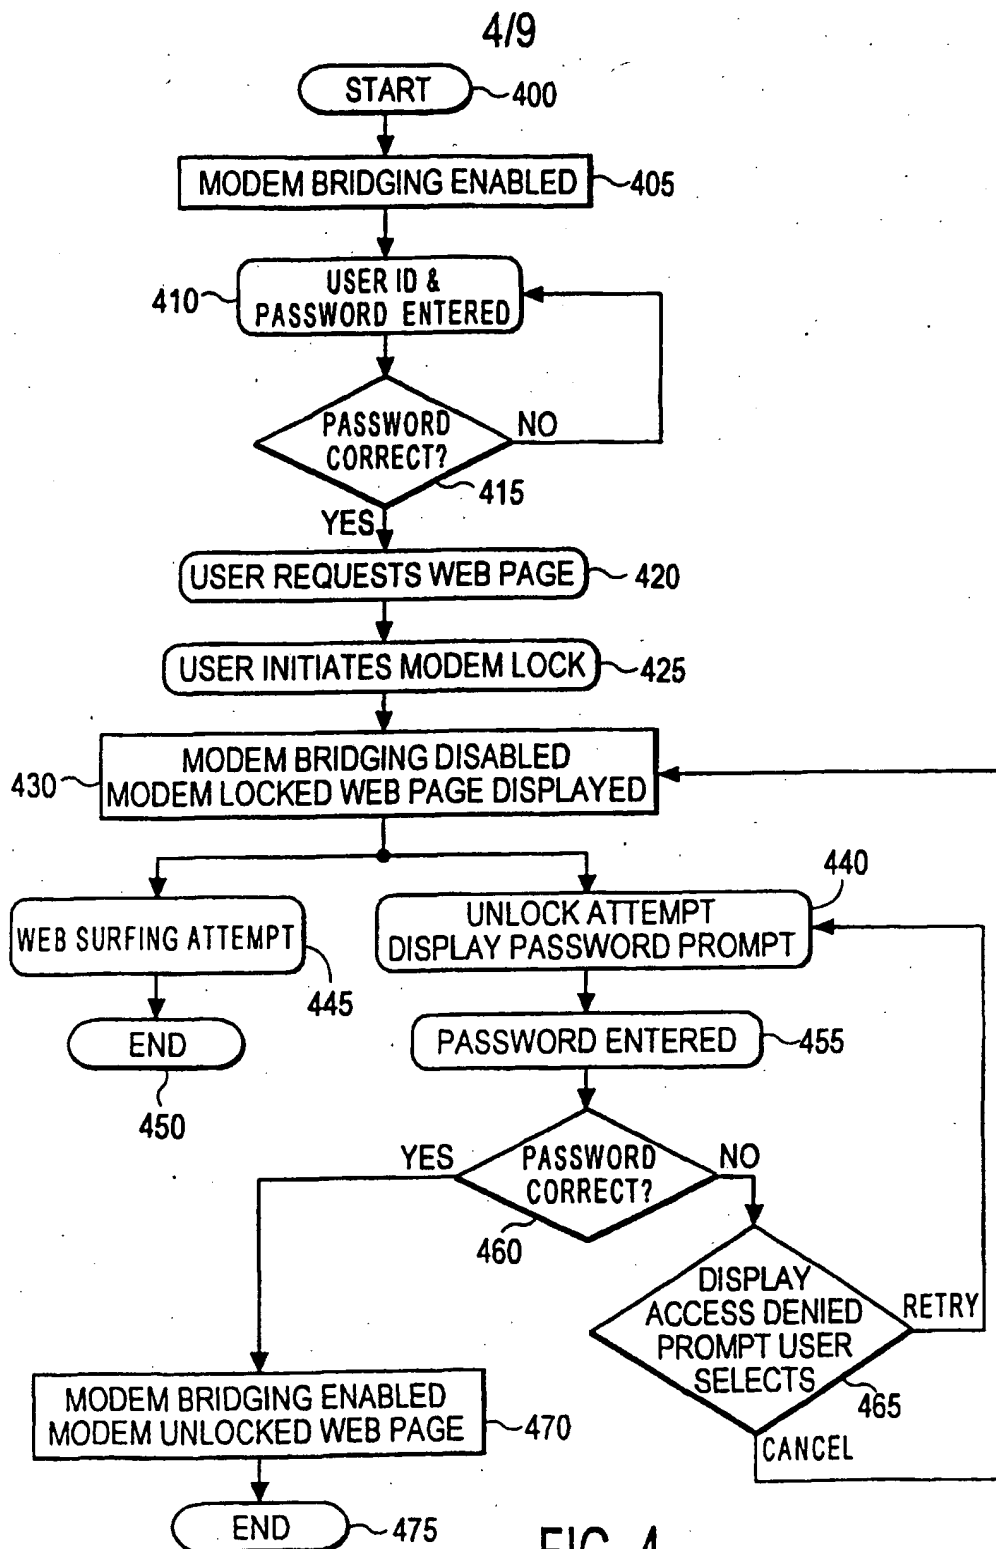 4/9
START
400
MODEM BRIDGING ENABLED
405
USER ID &
PASSWORD ENTERED
410
PASSWORD
CORRECT?
NO
415
YES
USER REQUESTS WEB PAGE
420
USER INITIATES MODEM LOCK
425
MODEM BRIDGING DISABLED
MODEM LOCKED WEB PAGE DISPLAYED
430
440
UNLOCK ATTEMPT
DISPLAY PASSWORD PROMPT
WEB SURFING ATTEMPT
445
END
450
PASSWORD ENTERED
455
YES
PASSWORD
CORRECT?
NO
460
DISPLAY
ACCESS DENIED
PROMPT USER
SELECTS
RETRY
465
CANCEL
MODEM BRIDGING ENABLED
MODEM UNLOCKED WEB PAGE
470
END
475
FIG. 4